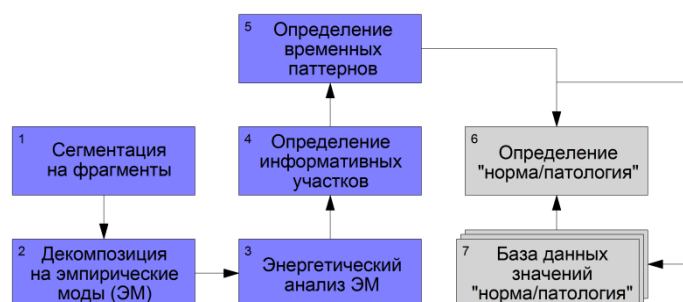 1
Сегментация
на фрагменты
2
Декомпозиция
на эмпирические
моды (ЭМ)
3
Энергетический
анализ ЭМ
4
Определение
информативных
участков
5
Определение
временных
паттернов
6
Определение
"норма/патология"
7
База данных
значений
"норма/патология"